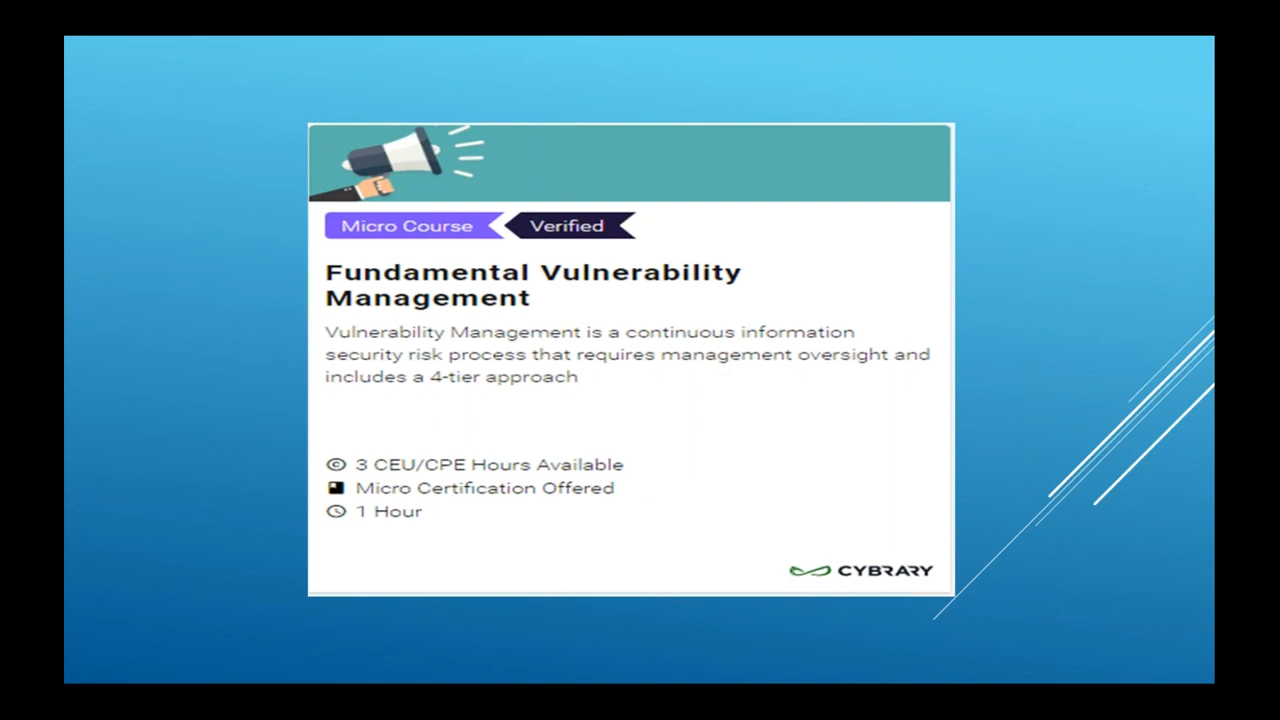 Micro Course
Verified
Fundamental Vulnerability
Management
Vulnerability Management is a continuous information
security risk process that requires management oversight and
includes a 4-tier approach
3 CEU/CPE Hours Available
Micro Certification Offered
1 Hour
CYBRARY